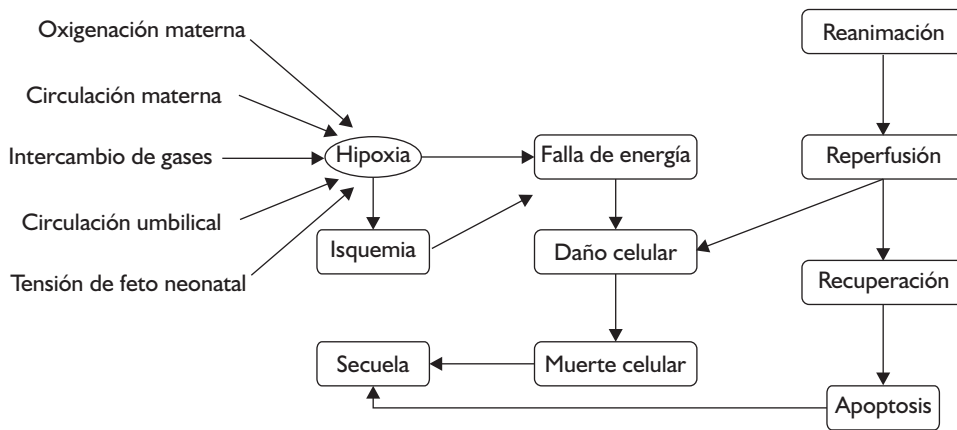 Oxigenación materna
Circulación materna
Intercambio de gases
Circulación umbilical
Tensión de feto neonatal
Hipoxia
Isquemia
Falla de energía
Daño celular
Muerte celular
Secuela
Reanimación
Reperfusión
Recuperación
Apoptosis